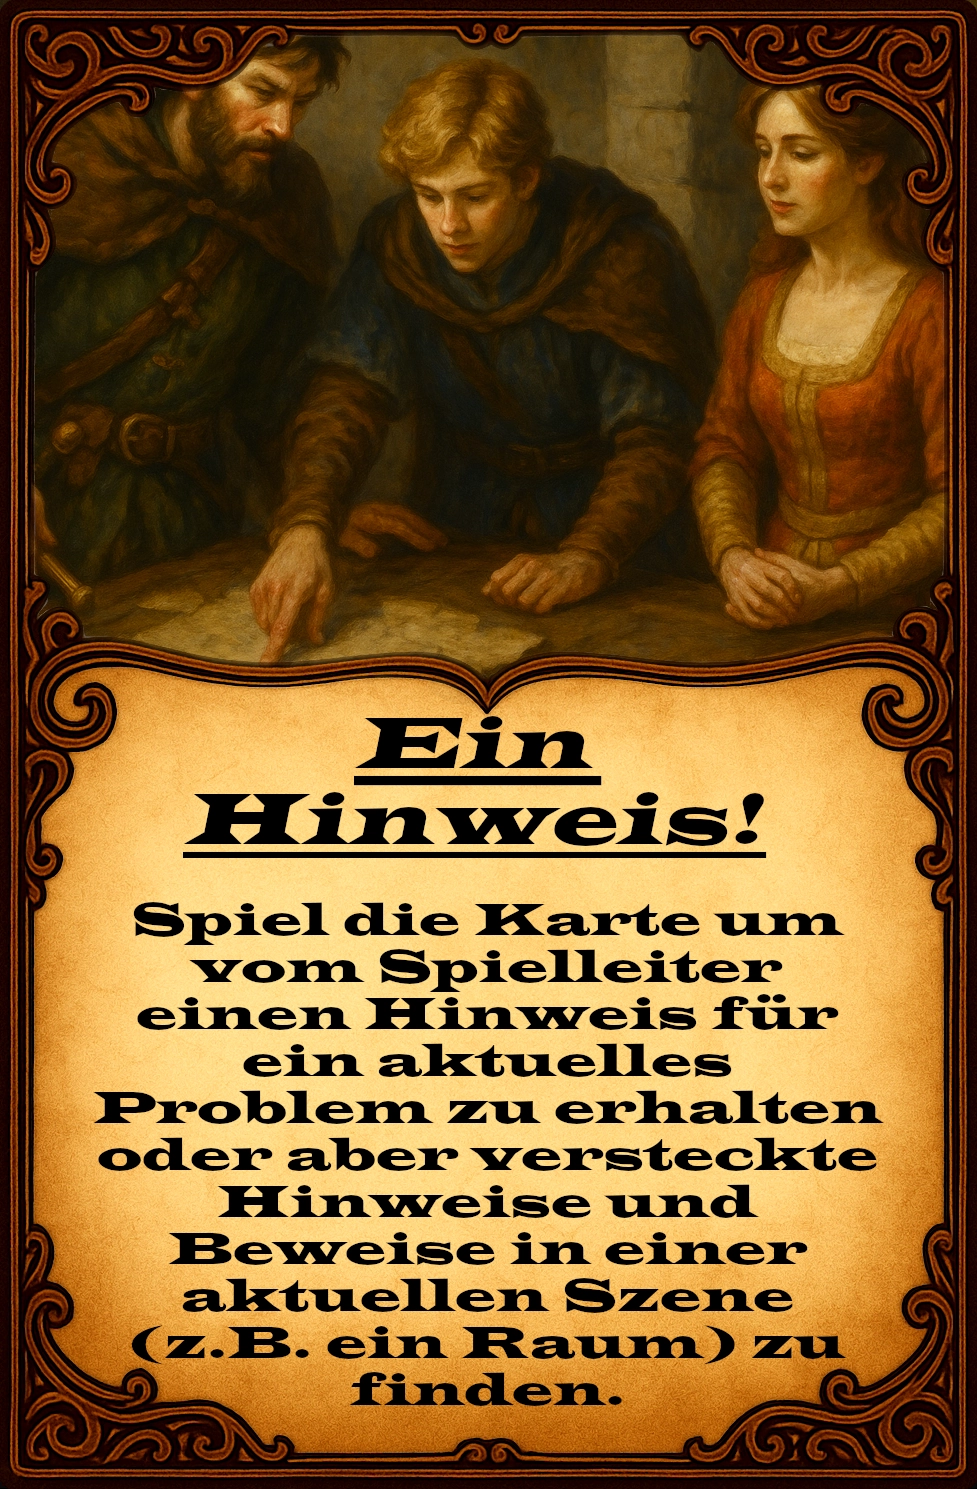 Ein
Hinweis!
Spiel die Karte um
vom Spielleiter
einen Hinweis für
ein aktuelles
Problem zu erhalten
oder aber versteckte
Hinweise und
Beweise in einer
aktuellen Szene
(z.B. ein Raum) zu
finden.